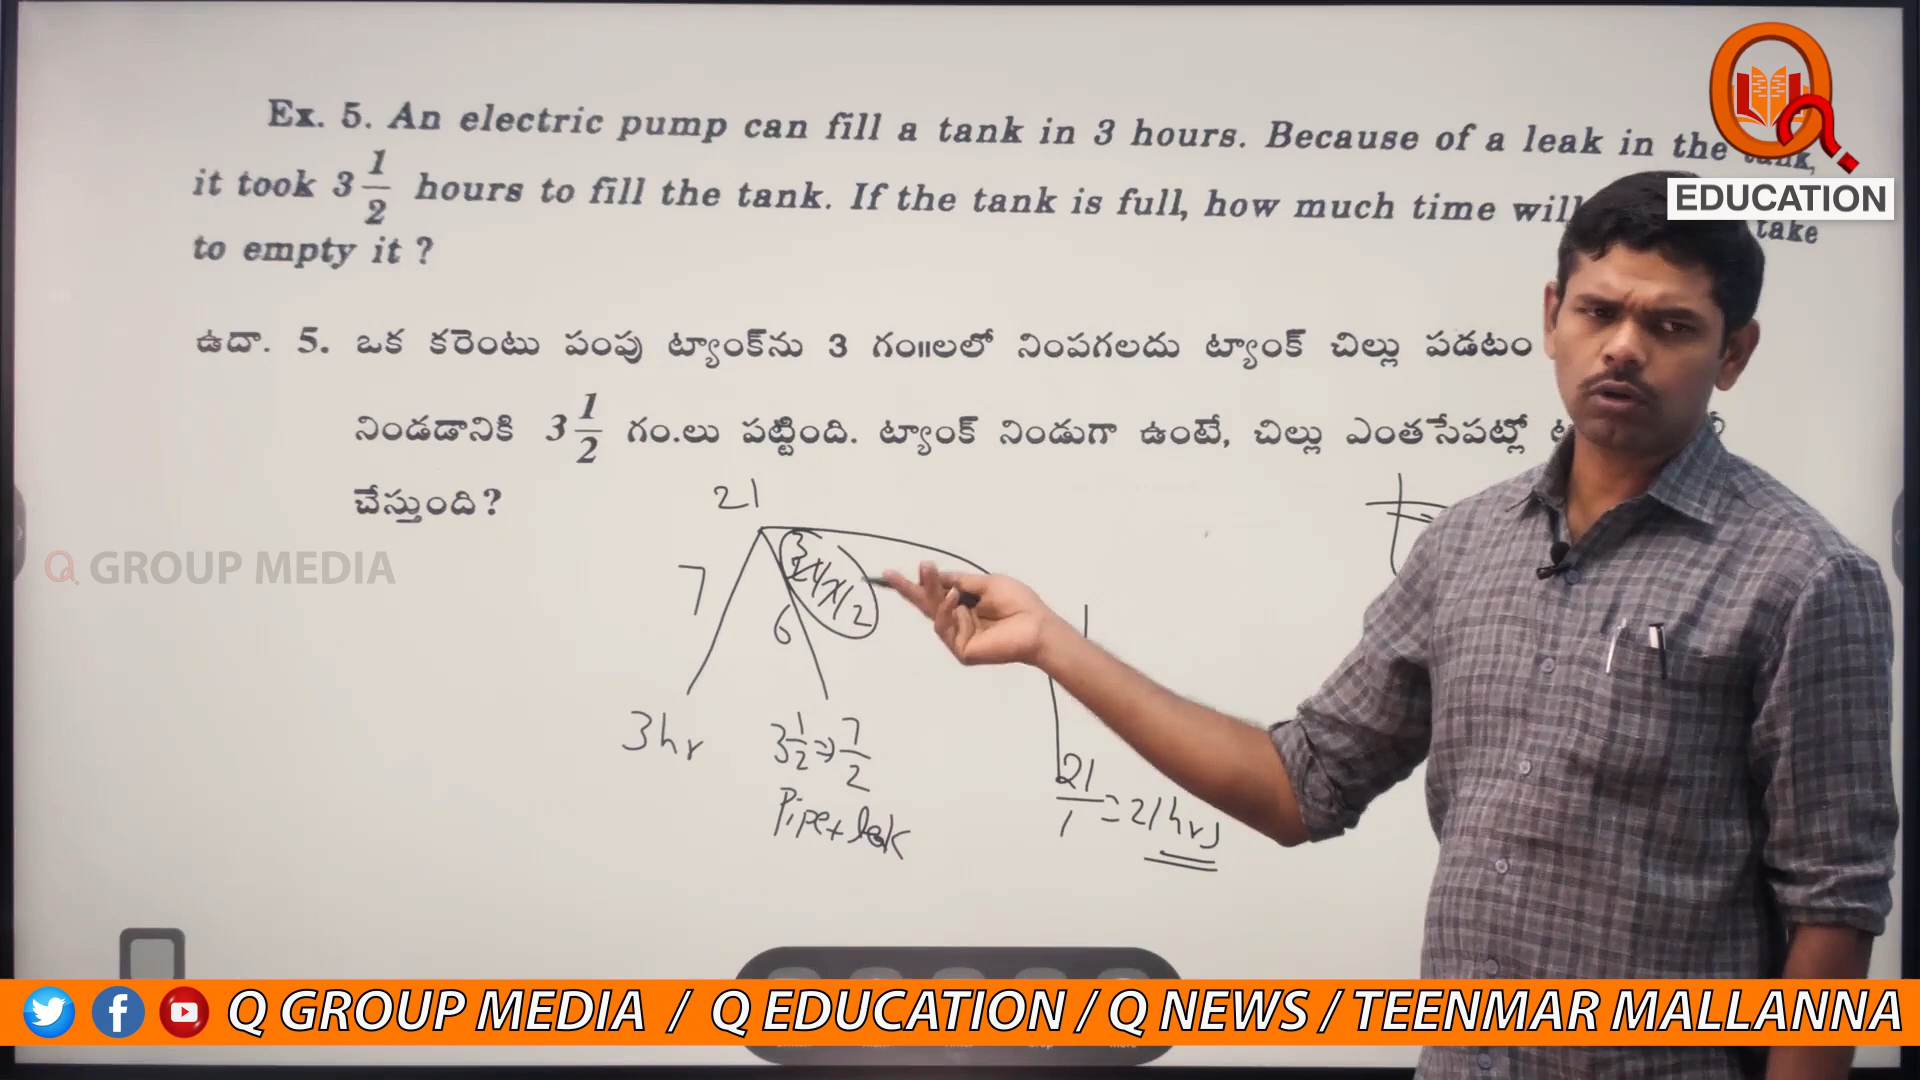 Ex. 5. An electric pump can fill a tank in 3 hours. Because of a leak in the tank,
it took 3 1/2 hours to fill the tank. If the tank is full, how much time will take
to empty it ?
ఉదా. 5. ఒక కరెంటు పంపు ట్యాంక్‌ను 3 గం॥లలో నింపగలదు ట్యాంక్ చిల్లు పడటం
నిండడానికి 3 1/2 గం.లు పట్టింది. ట్యాంక్ నిండుగా ఉంటే, చిల్లు ఎంతసేపట్లో
చేస్తుంది?
21
7
6
3hr
3 1/2 => 7/2
Pipe + leak
1
21/1 = 21hrs
Q GROUP MEDIA
EDUCATION
Q GROUP MEDIA / Q EDUCATION / Q NEWS / TEENMAR MALLANNA